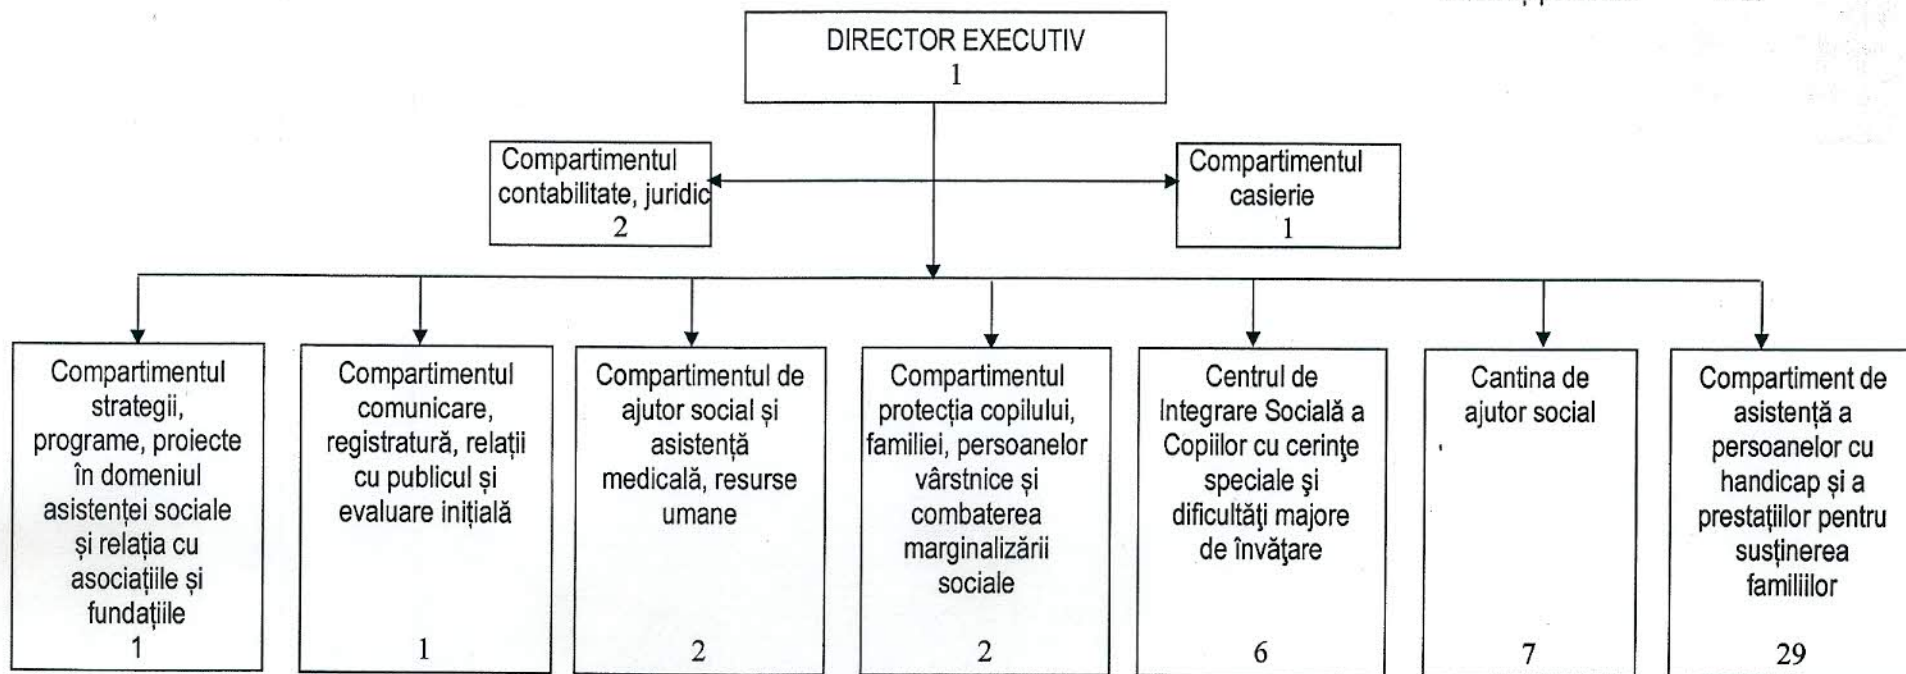 DIRECTOR EXECUTIV
1
Compartimentul
contabilitate, juridic
2
Compartimentul
casierie
1
Compartimentul
strategii,
programe, proiecte
în domeniul
asistenței sociale
și relația cu
asociațiile și
fundațiile
1
Compartimentul
comunicare,
registratură, relații
cu publicul și
evaluare inițială
1
Compartimentul de
ajutor social și
asistență
medicală, resurse
umane
2
Compartimentul
protecția copilului,
familiei, persoanelor
vârstnice și
combaterea
marginalizării
sociale
2
Centrul de
Integrare Socială a
Copiilor cu cerinţe
speciale şi
dificultăţi majore
de învăţare
6
Cantina de
ajutor social
7
Compartiment de
asistență a
persoanelor cu
handicap și a
prestațiilor pentru
susținerea
familiilor
29